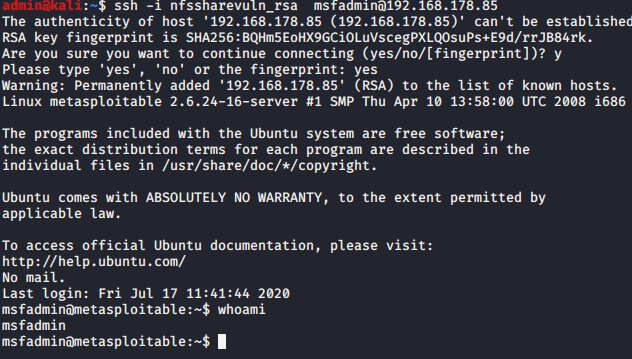 admin@kali:~$ ssh -i nfssharevuln_rsa  msfadmin@192.168.178.85
The authenticity of host '192.168.178.85 (192.168.178.85)' can't be established
RSA key fingerprint is SHA256:BQHm5EoHX9GCiOLuVscegPXLQOsuPs+E9d/rrJB84rk.
Are you sure you want to continue connecting (yes/no/[fingerprint])? y
Please type 'yes', 'no' or the fingerprint: yes
Warning: Permanently added '192.168.178.85' (RSA) to the list of known hosts.
Linux metasploitable 2.6.24-16-server #1 SMP Thu Apr 10 13:58:00 UTC 2008 i686
The programs included with the Ubuntu system are free software;
the exact distribution terms for each program are described in the
individual files in /usr/share/doc/*/copyright.
Ubuntu comes with ABSOLUTELY NO WARRANTY, to the extent permitted by
applicable law.
To access official Ubuntu documentation, please visit:
http://help.ubuntu.com/
No mail.
Last login: Fri Jul 17 11:41:44 2020
msfadmin@metasploitable:~$ whoami
msfadmin
msfadmin@metasploitable:~$